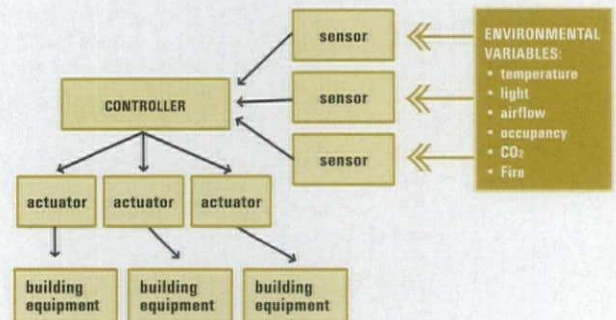 sensor
ENVIRONMENTAL
VARIABLES:
• temperature
• light
• airflow
• occupancy
• CO₂
• Fire
sensor
CONTROLLER
sensor
actuator
actuator
actuator
building
equipment
building
equipment
building
equipment